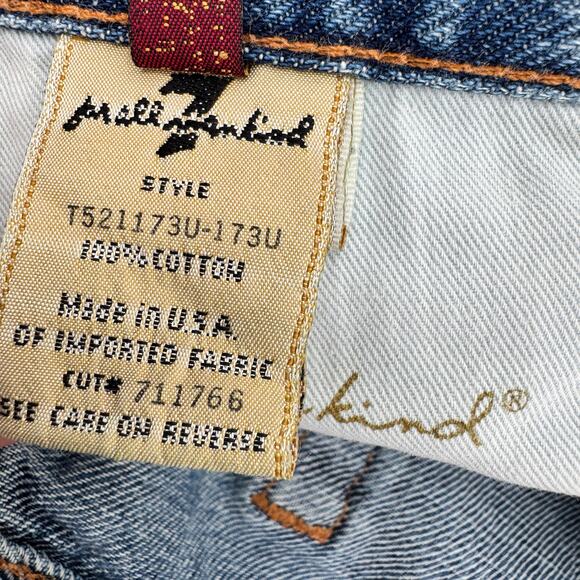 7
for all mankind
STYLE
T521173U-173U
100% COTTON
Made in U.S.A.
OF IMPORTED FABRIC
CUT# 711766
SEE CARE ON REVERSE
kind®